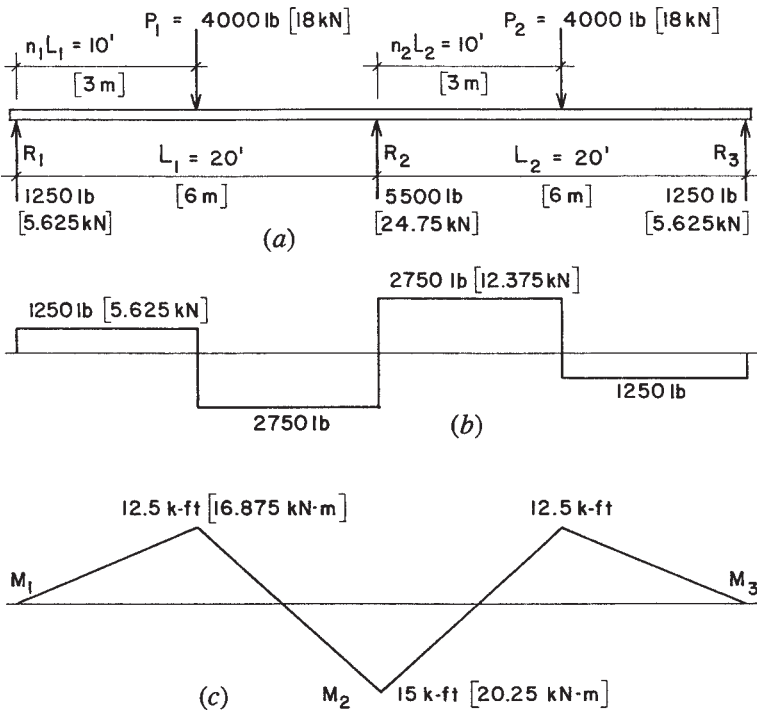 P₁ = 4000 lb [18 kN]
P₂ = 4000 lb [18 kN]
n₁L₁ = 10'
[3 m]
n₂L₂ = 10'
[3 m]
R₁
L₁ = 20'
R₂
L₂ = 20'
R₃
1250 lb
[5.625 kN]
[6 m]
5500 lb
[24.75 kN]
[6 m]
1250 lb
[5.625 kN]
(a)
2750 lb [12.375 kN]
1250 lb [5.625 kN]
2750 lb
1250 lb
(b)
12.5 k-ft [16.875 kN-m]
12.5 k-ft
M₁
M₃
M₂
15 k-ft [20.25 kN-m]
(c)